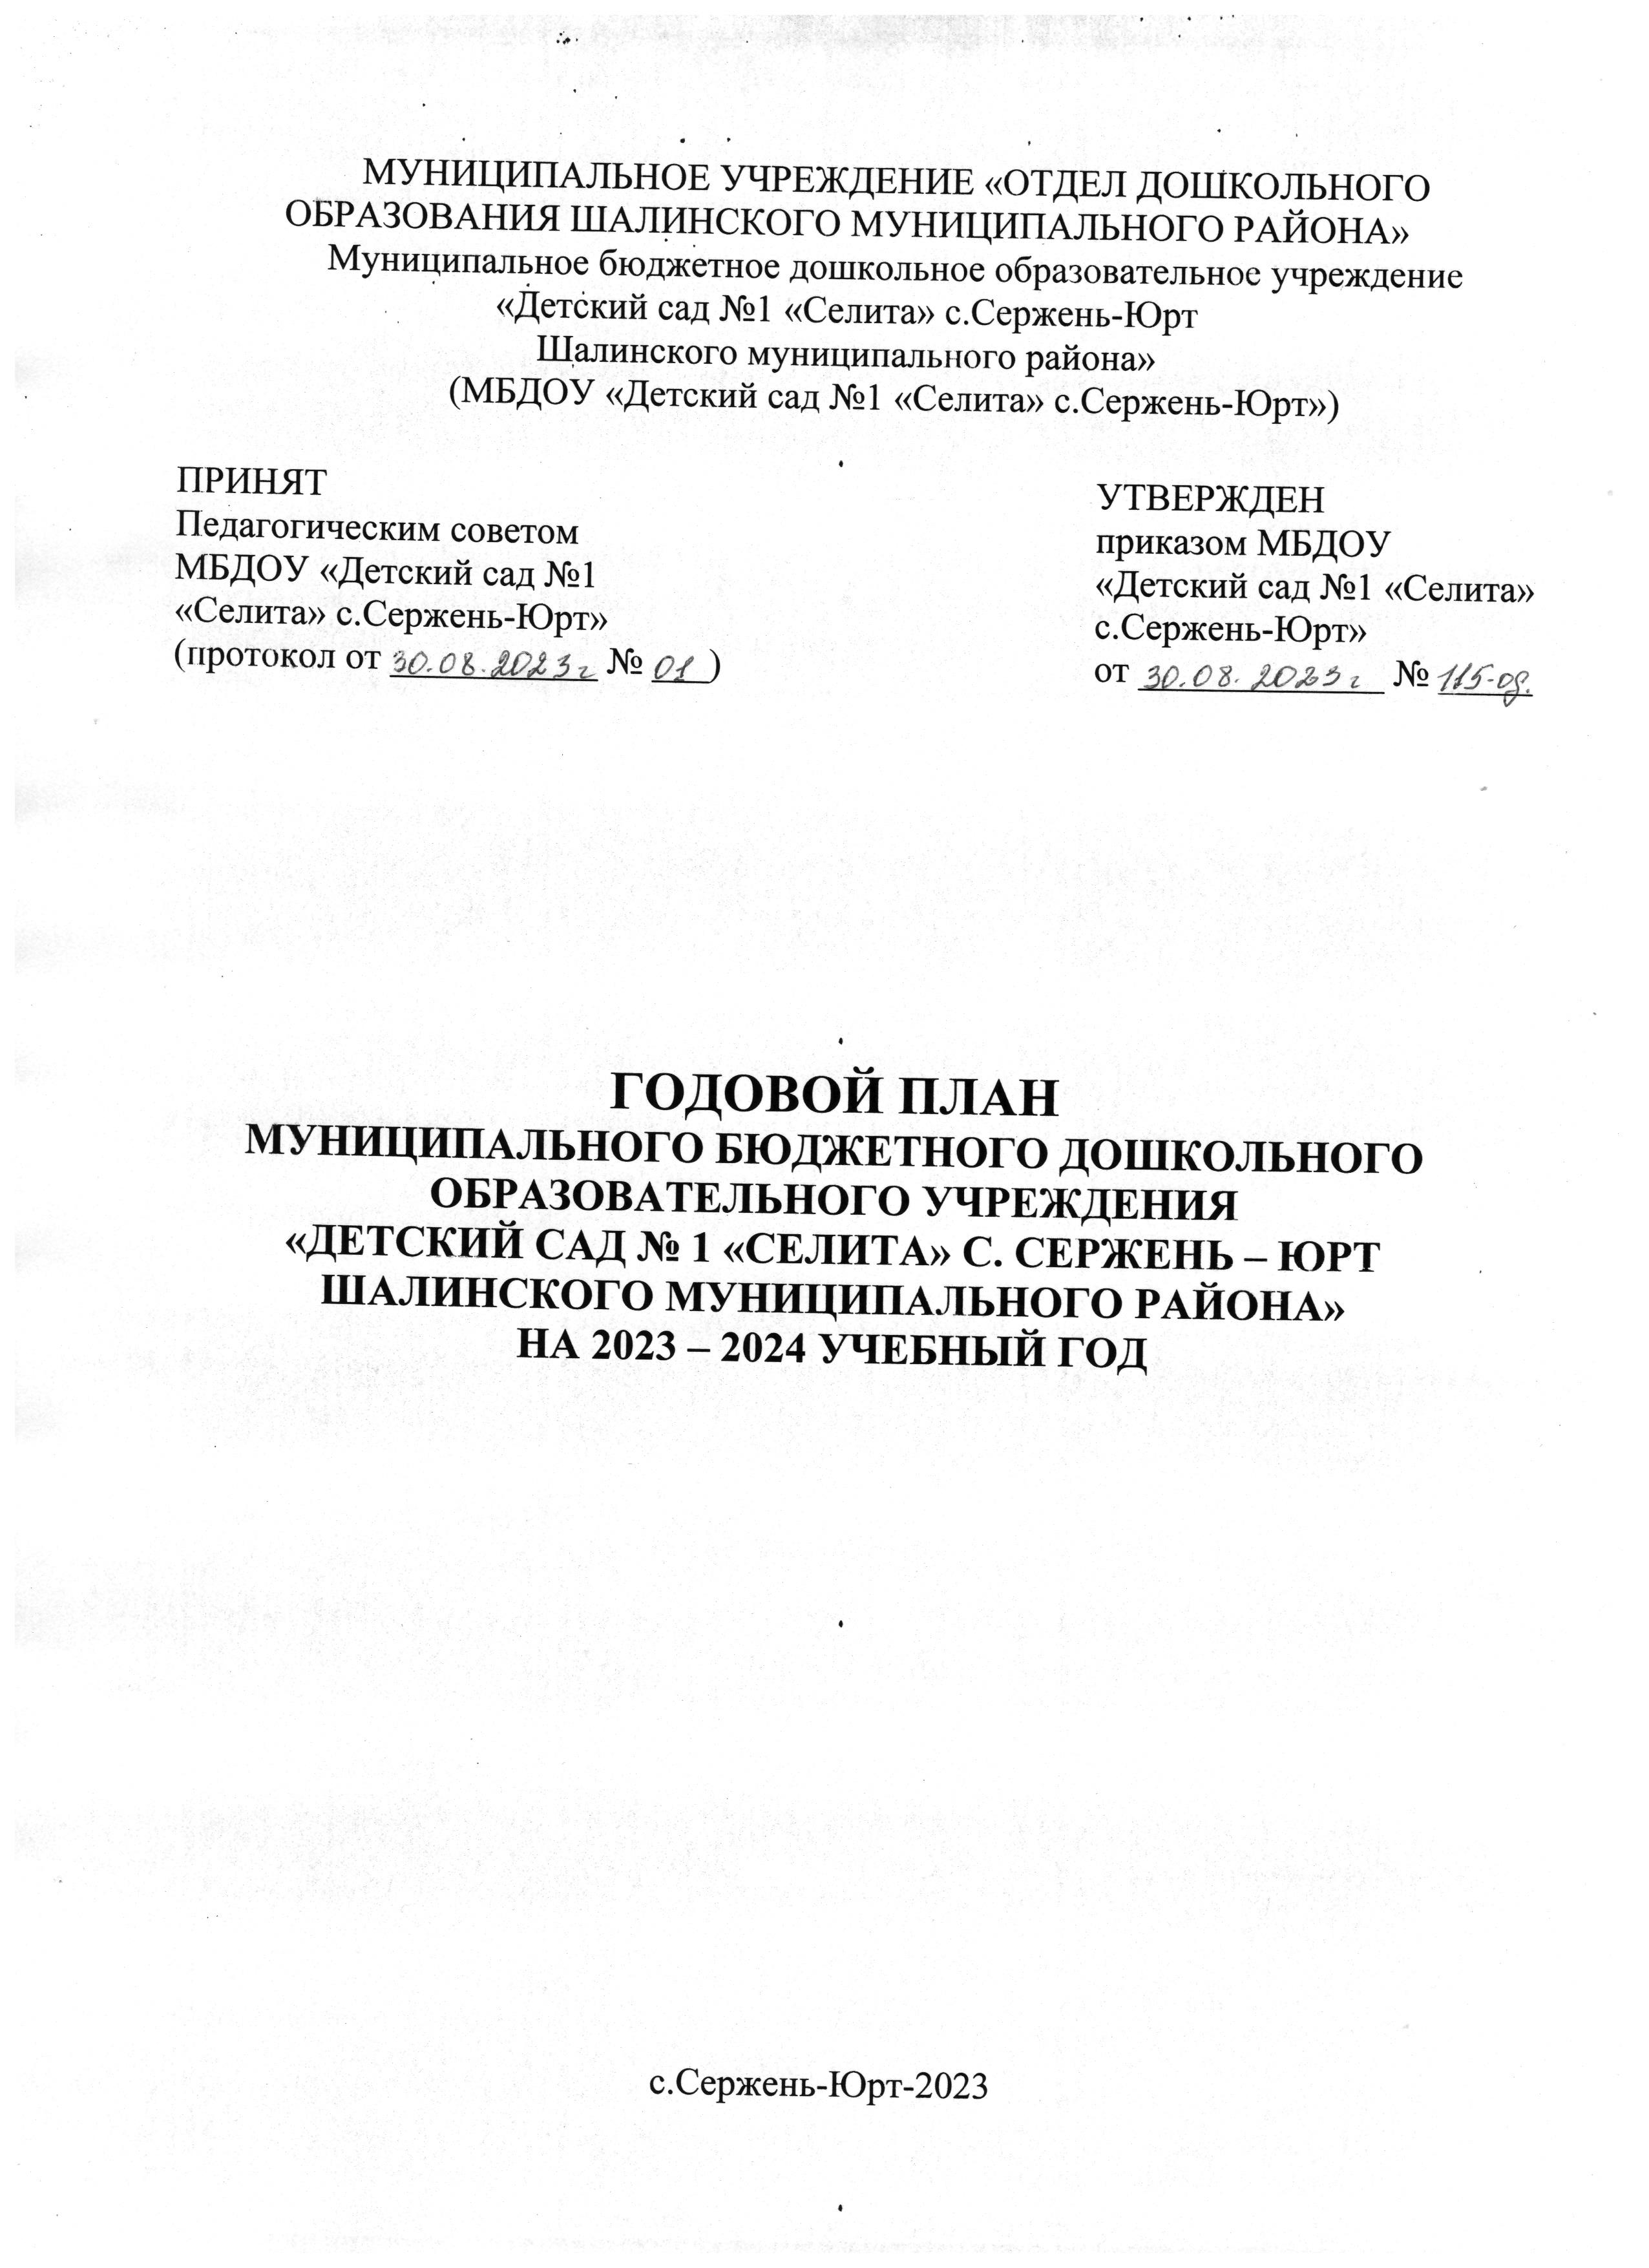 МУНИЦИПАЛЬНОЕ УЧРЕЖДЕНИЕ «ОТДЕЛ ДОШКОЛЬНОГО
ОБРАЗОВАНИЯ ШАЛИНСКОГО МУНИЦИПАЛЬНОГО РАЙОНА»
Муниципальное бюджетное дошкольное образовательное учреждение
«Детский сад №1 «Селита» с.Сержень-Юрт
Шалинского муниципального района»
(МБДОУ «Детский сад №1 «Селита» с.Сержень-Юрт»)
ПРИНЯТ
Педагогическим советом
МБДОУ «Детский сад №1
«Селита» с.Сержень-Юрт»
(протокол от 30.08.2023г № 01)
УТВЕРЖДЕН
приказом МБДОУ
«Детский сад №1 «Селита»
с.Сержень-Юрт»
от 30.08.2023г № 115-од.
ГОДОВОЙ ПЛАН
МУНИЦИПАЛЬНОГО БЮДЖЕТНОГО ДОШКОЛЬНОГО
ОБРАЗОВАТЕЛЬНОГО УЧРЕЖДЕНИЯ
«ДЕТСКИЙ САД № 1 «СЕЛИТА» С. СЕРЖЕНЬ – ЮРТ
ШАЛИНСКОГО МУНИЦИПАЛЬНОГО РАЙОНА»
НА 2023 – 2024 УЧЕБНЫЙ ГОД
с.Сержень-Юрт-2023